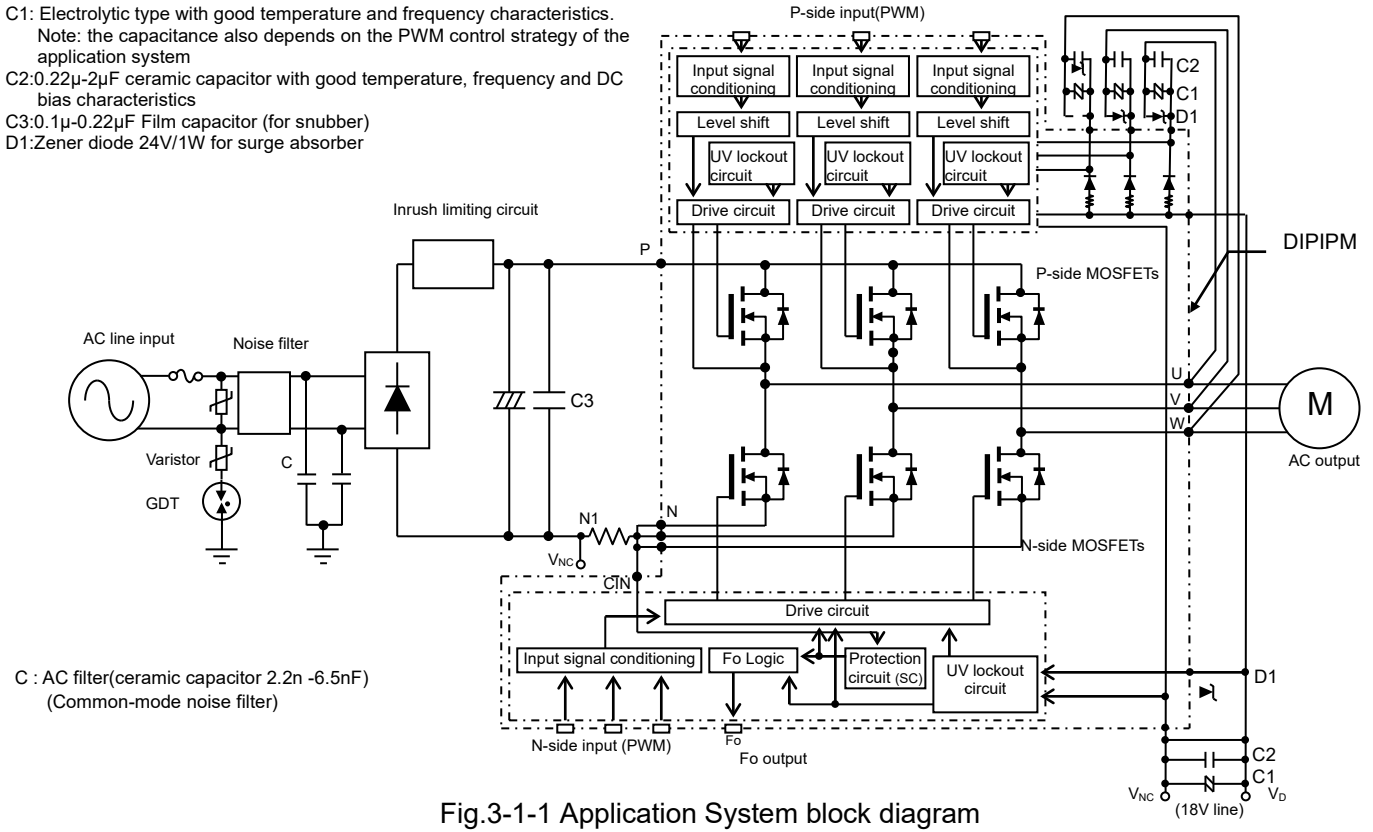 C1: Electrolytic type with good temperature and frequency characteristics.
Note: the capacitance also depends on the PWM control strategy of the
application system
C2:0.22μ-2μF ceramic capacitor with good temperature, frequency and DC
bias characteristics
C3:0.1μ-0.22μF Film capacitor (for snubber)
D1:Zener diode 24V/1W for surge absorber
P-side input(PWM)
Input signal
conditioning
Input signal
conditioning
Input signal
conditioning
Level shift
Level shift
Level shift
UV lockout
circuit
UV lockout
circuit
UV lockout
circuit
Drive circuit
Drive circuit
Drive circuit
C2
C1
D1
DIPIPM
Inrush limiting circuit
P
P-side MOSFETs
AC line input
Noise filter
C3
U
V
W
M
AC output
Varistor
C
GDT
N1
N
VNC
N-side MOSFETs
CIN
Drive circuit
Input signal conditioning
Fo Logic
Protection
circuit (SC)
UV lockout
circuit
D1
C : AC filter(ceramic capacitor 2.2n -6.5nF)
(Common-mode noise filter)
N-side input (PWM)
Fo
Fo output
C2
C1
VNC
(18V line)
VD
Fig.3-1-1 Application System block diagram